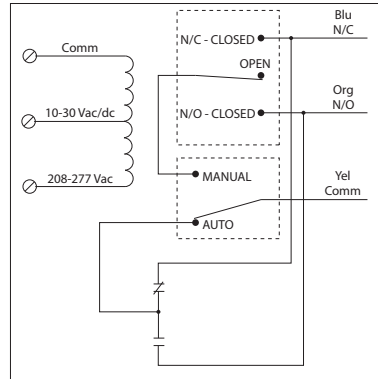 Comm
10-30 Vac/dc
208-277 Vac
N/C - CLOSED
OPEN
N/O - CLOSED
MANUAL
AUTO
Blu
N/C
Org
N/O
Yel
Comm